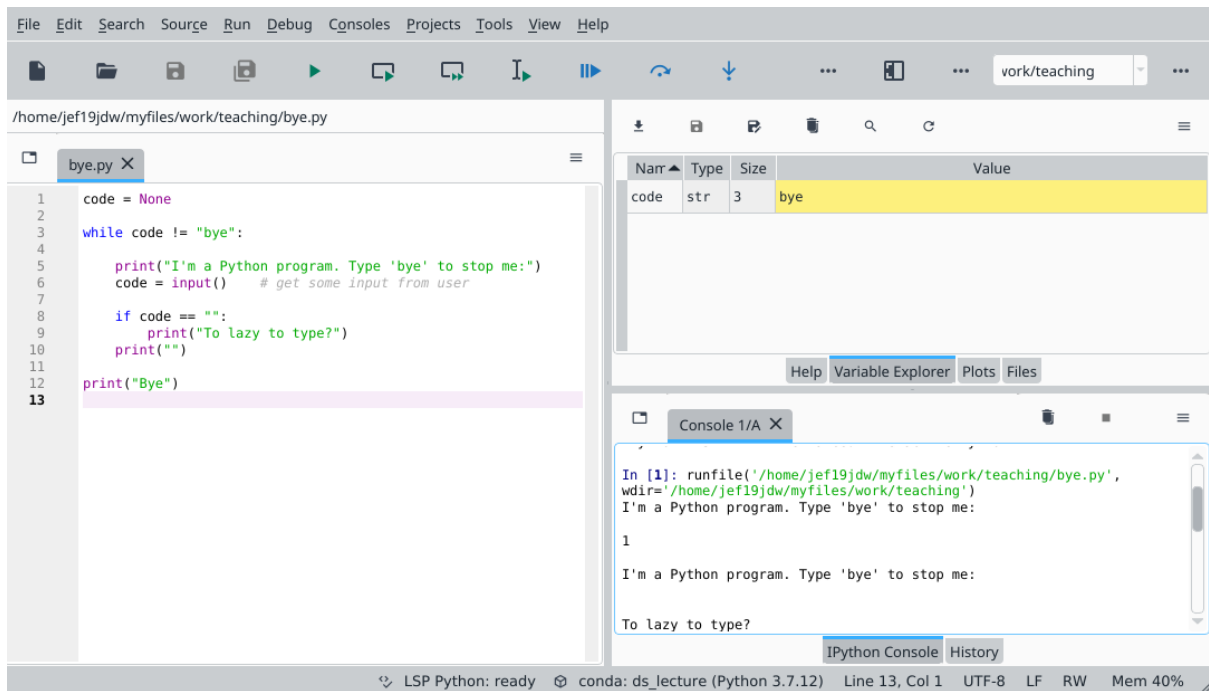 File Edit Search Source Run Debug Consoles Projects Tools View Help
work/teaching
/home/jef19jdw/myfiles/work/teaching/bye.py
bye.py
1 code = None
2
3 while code != "bye":
4
5     print("I'm a Python program. Type 'bye' to stop me:")
6     code = input()    # get some input from user
7
8     if code == "":
9         print("To lazy to type?")
10     print("")
11
12 print("Bye")
13
Nam Type Size Value
code str 3 bye
Help Variable Explorer Plots Files
Console 1/A
In [1]: runfile('/home/jef19jdw/myfiles/work/teaching/bye.py',
wdir='/home/jef19jdw/myfiles/work/teaching')
I'm a Python program. Type 'bye' to stop me:
1
I'm a Python program. Type 'bye' to stop me:
To lazy to type?
IPython Console History
LSP Python: ready conda: ds_lecture (Python 3.7.12) Line 13, Col 1 UTF-8 LF RW Mem 40%